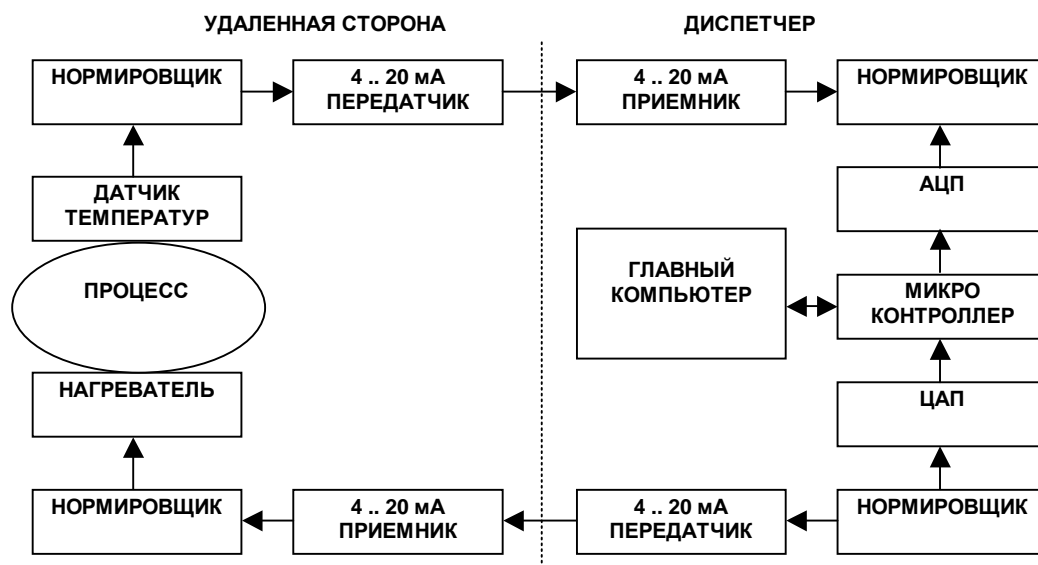 УДАЛЕННАЯ СТОРОНА
ДИСПЕТЧЕР
НОРМИРОВЩИК
4 .. 20 мА
ПЕРЕДАТЧИК
4 .. 20 мА
ПРИЕМНИК
НОРМИРОВЩИК
ДАТЧИК
ТЕМПЕРАТУР
АЦП
ПРОЦЕСС
ГЛАВНЫЙ
КОМПЬЮТЕР
МИКРО
КОНТРОЛЛЕР
НАГРЕВАТЕЛЬ
ЦАП
НОРМИРОВЩИК
4 .. 20 мА
ПРИЕМНИК
4 .. 20 мА
ПЕРЕДАТЧИК
НОРМИРОВЩИК